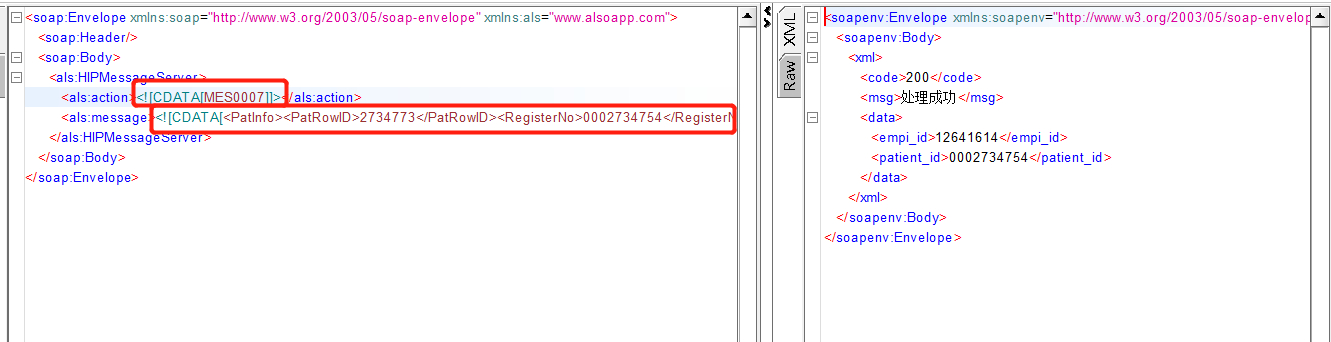 <soap:Envelope xmlns:soap="http://www.w3.org/2003/05/soap-envelope" xmlns:als="www.alsoapp.com">
<soap:Header/>
<soap:Body>
<als:HIPMessageServer>
<als:action><![CDATA[MES0007]]></als:action>
<als:message><![CDATA[<PatInfo><PatRowID>2734773</PatRowID><RegisterNo>0002734754</RegisterN
</als:HIPMessageServer>
</soap:Body>
</soap:Envelope>
XML
Raw
<soapenv:Envelope xmlns:soapenv="http://www.w3.org/2003/05/soap-envelop
<soapenv:Body>
<xml>
<code>200</code>
<msg>处理成功</msg>
<data>
<empi_id>12641614</empi_id>
<patient_id>0002734754</patient_id>
</data>
</xml>
</soapenv:Body>
</soapenv:Envelope>